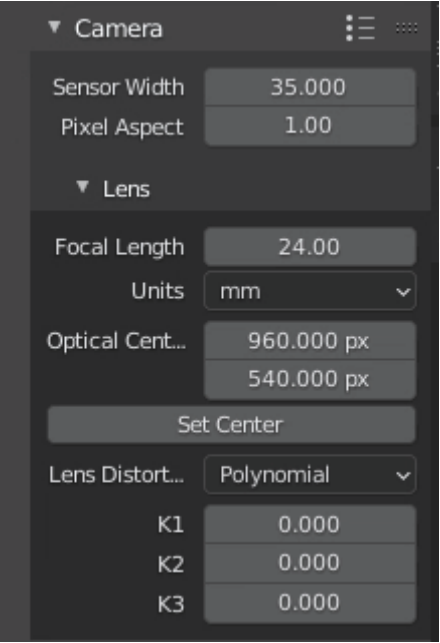 Camera
Sensor Width 35.000
Pixel Aspect 1.00
Lens
Focal Length 24.00
Units mm
Optical Cent... 960.000 px
540.000 px
Set Center
Lens Distort... Polynomial
K1 0.000
K2 0.000
K3 0.000